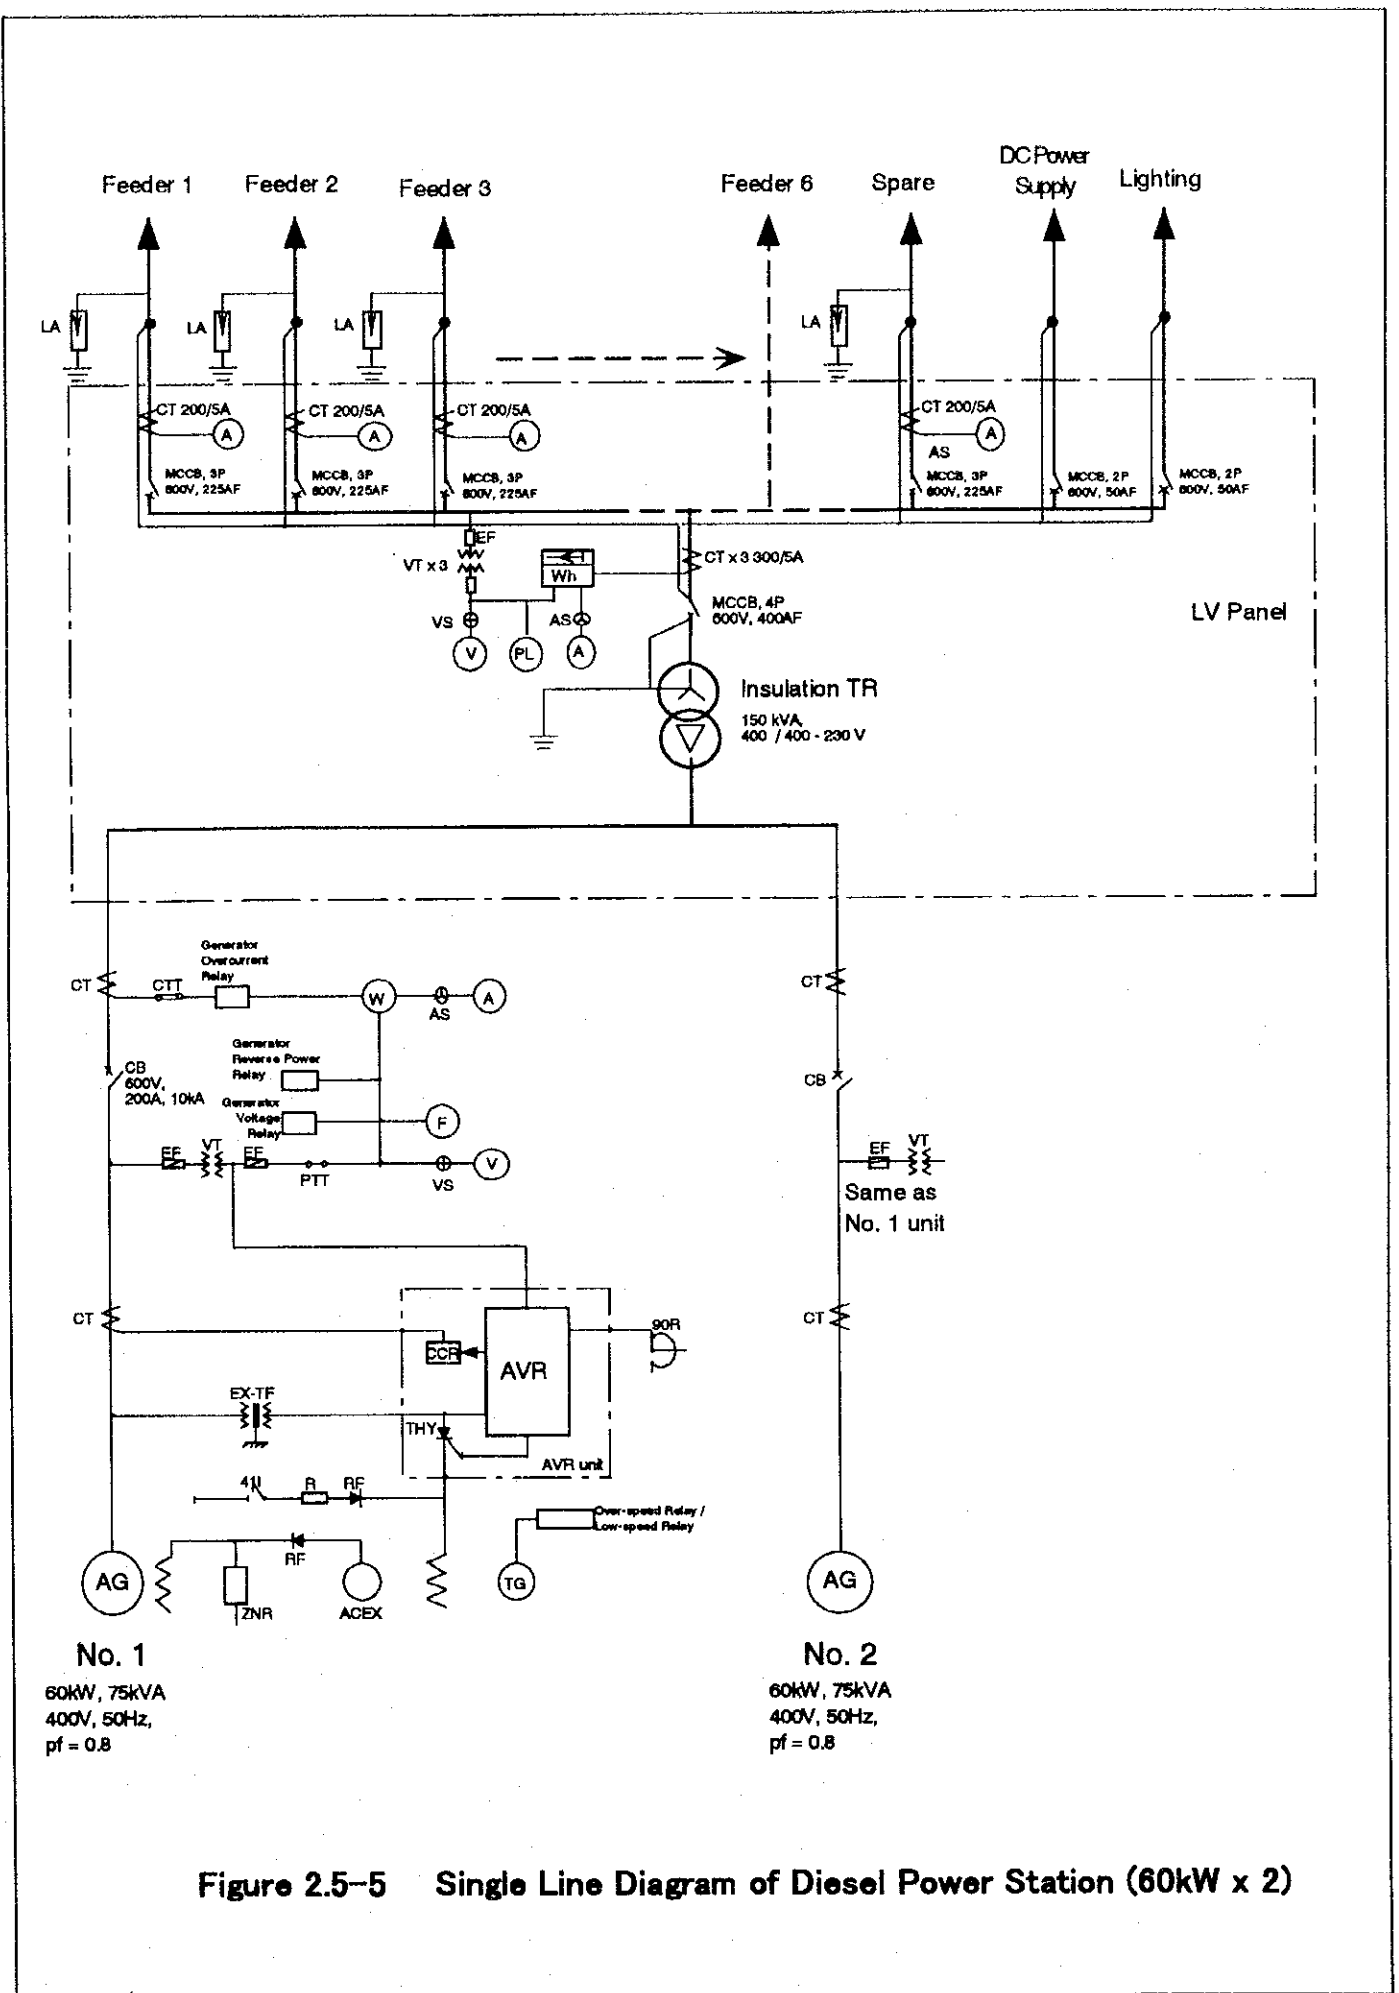 Feeder 1
Feeder 2
Feeder 3
Feeder 6
Spare
DC Power
Supply
Lighting
LA
LA
LA
LA
CT 200/5A
A
CT 200/5A
A
CT 200/5A
A
CT 200/5A
A
AS
MCCB, 3P
600V, 225AF
MCCB, 3P
600V, 225AF
MCCB, 3P
600V, 225AF
MCCB, 3P
600V, 225AF
MCCB, 2P
600V, 50AF
MCCB, 2P
600V, 50AF
EF
VT x 3
Wh
CT x 3 300/5A
VS
V
PL
AS
A
MCCB, 4P
600V, 400AF
LV Panel
Insulation TR
150 kVA,
400 / 400 - 230 V
Generator
Overcurrent
Relay
CT
CTT
W
AS
A
CT
Generator
Reverse Power
Relay
CB
600V,
200A, 10kA
Generator
Voltage
Relay
F
CB
EF
VT
EF
PTT
VS
V
EF
VT
Same as
No. 1 unit
CT
CCR
AVR
90R
CT
EX-TF
THY
AVR unit
41I
R
RF
Over-speed Relay /
Low-speed Relay
RF
AG
ZNR
ACEX
TG
AG
No. 1
60kW, 75kVA
400V, 50Hz,
pf = 0.8
No. 2
60kW, 75kVA
400V, 50Hz,
pf = 0.8
Figure 2.5-5 Single Line Diagram of Diesel Power Station (60kW x 2)